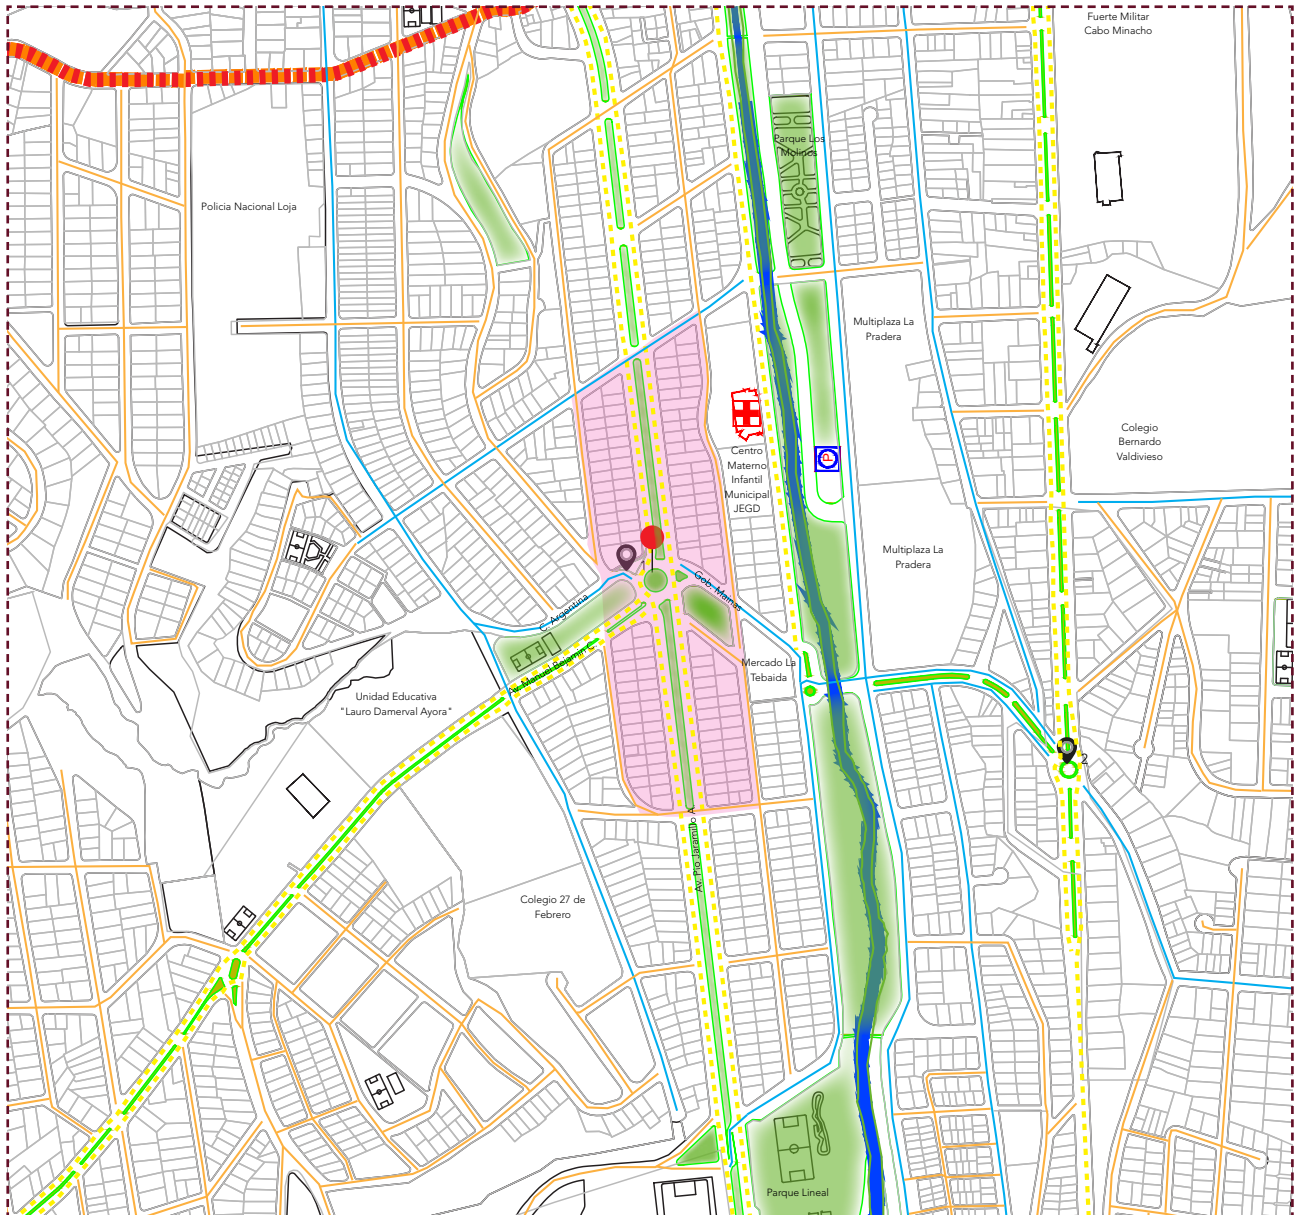 Fuerte Militar
Cabo Minacho
Parque Los
Molinos
Policia Nacional Loja
Multiplaza La
Pradera
Colegio
Bernardo
Valdivieso
Centro
Materno
Infantil
Municipal
JEGD
P
Multiplaza La
Pradera
1
Gob. Mainas
C. Argentina
Av. Manuel Bejamin C.
Mercado La
Tebaida
Unidad Educativa
"Lauro Damerval Ayora"
2
Av. Pio Jaramillo A.
Colegio 27 de
Febrero
Parque Lineal